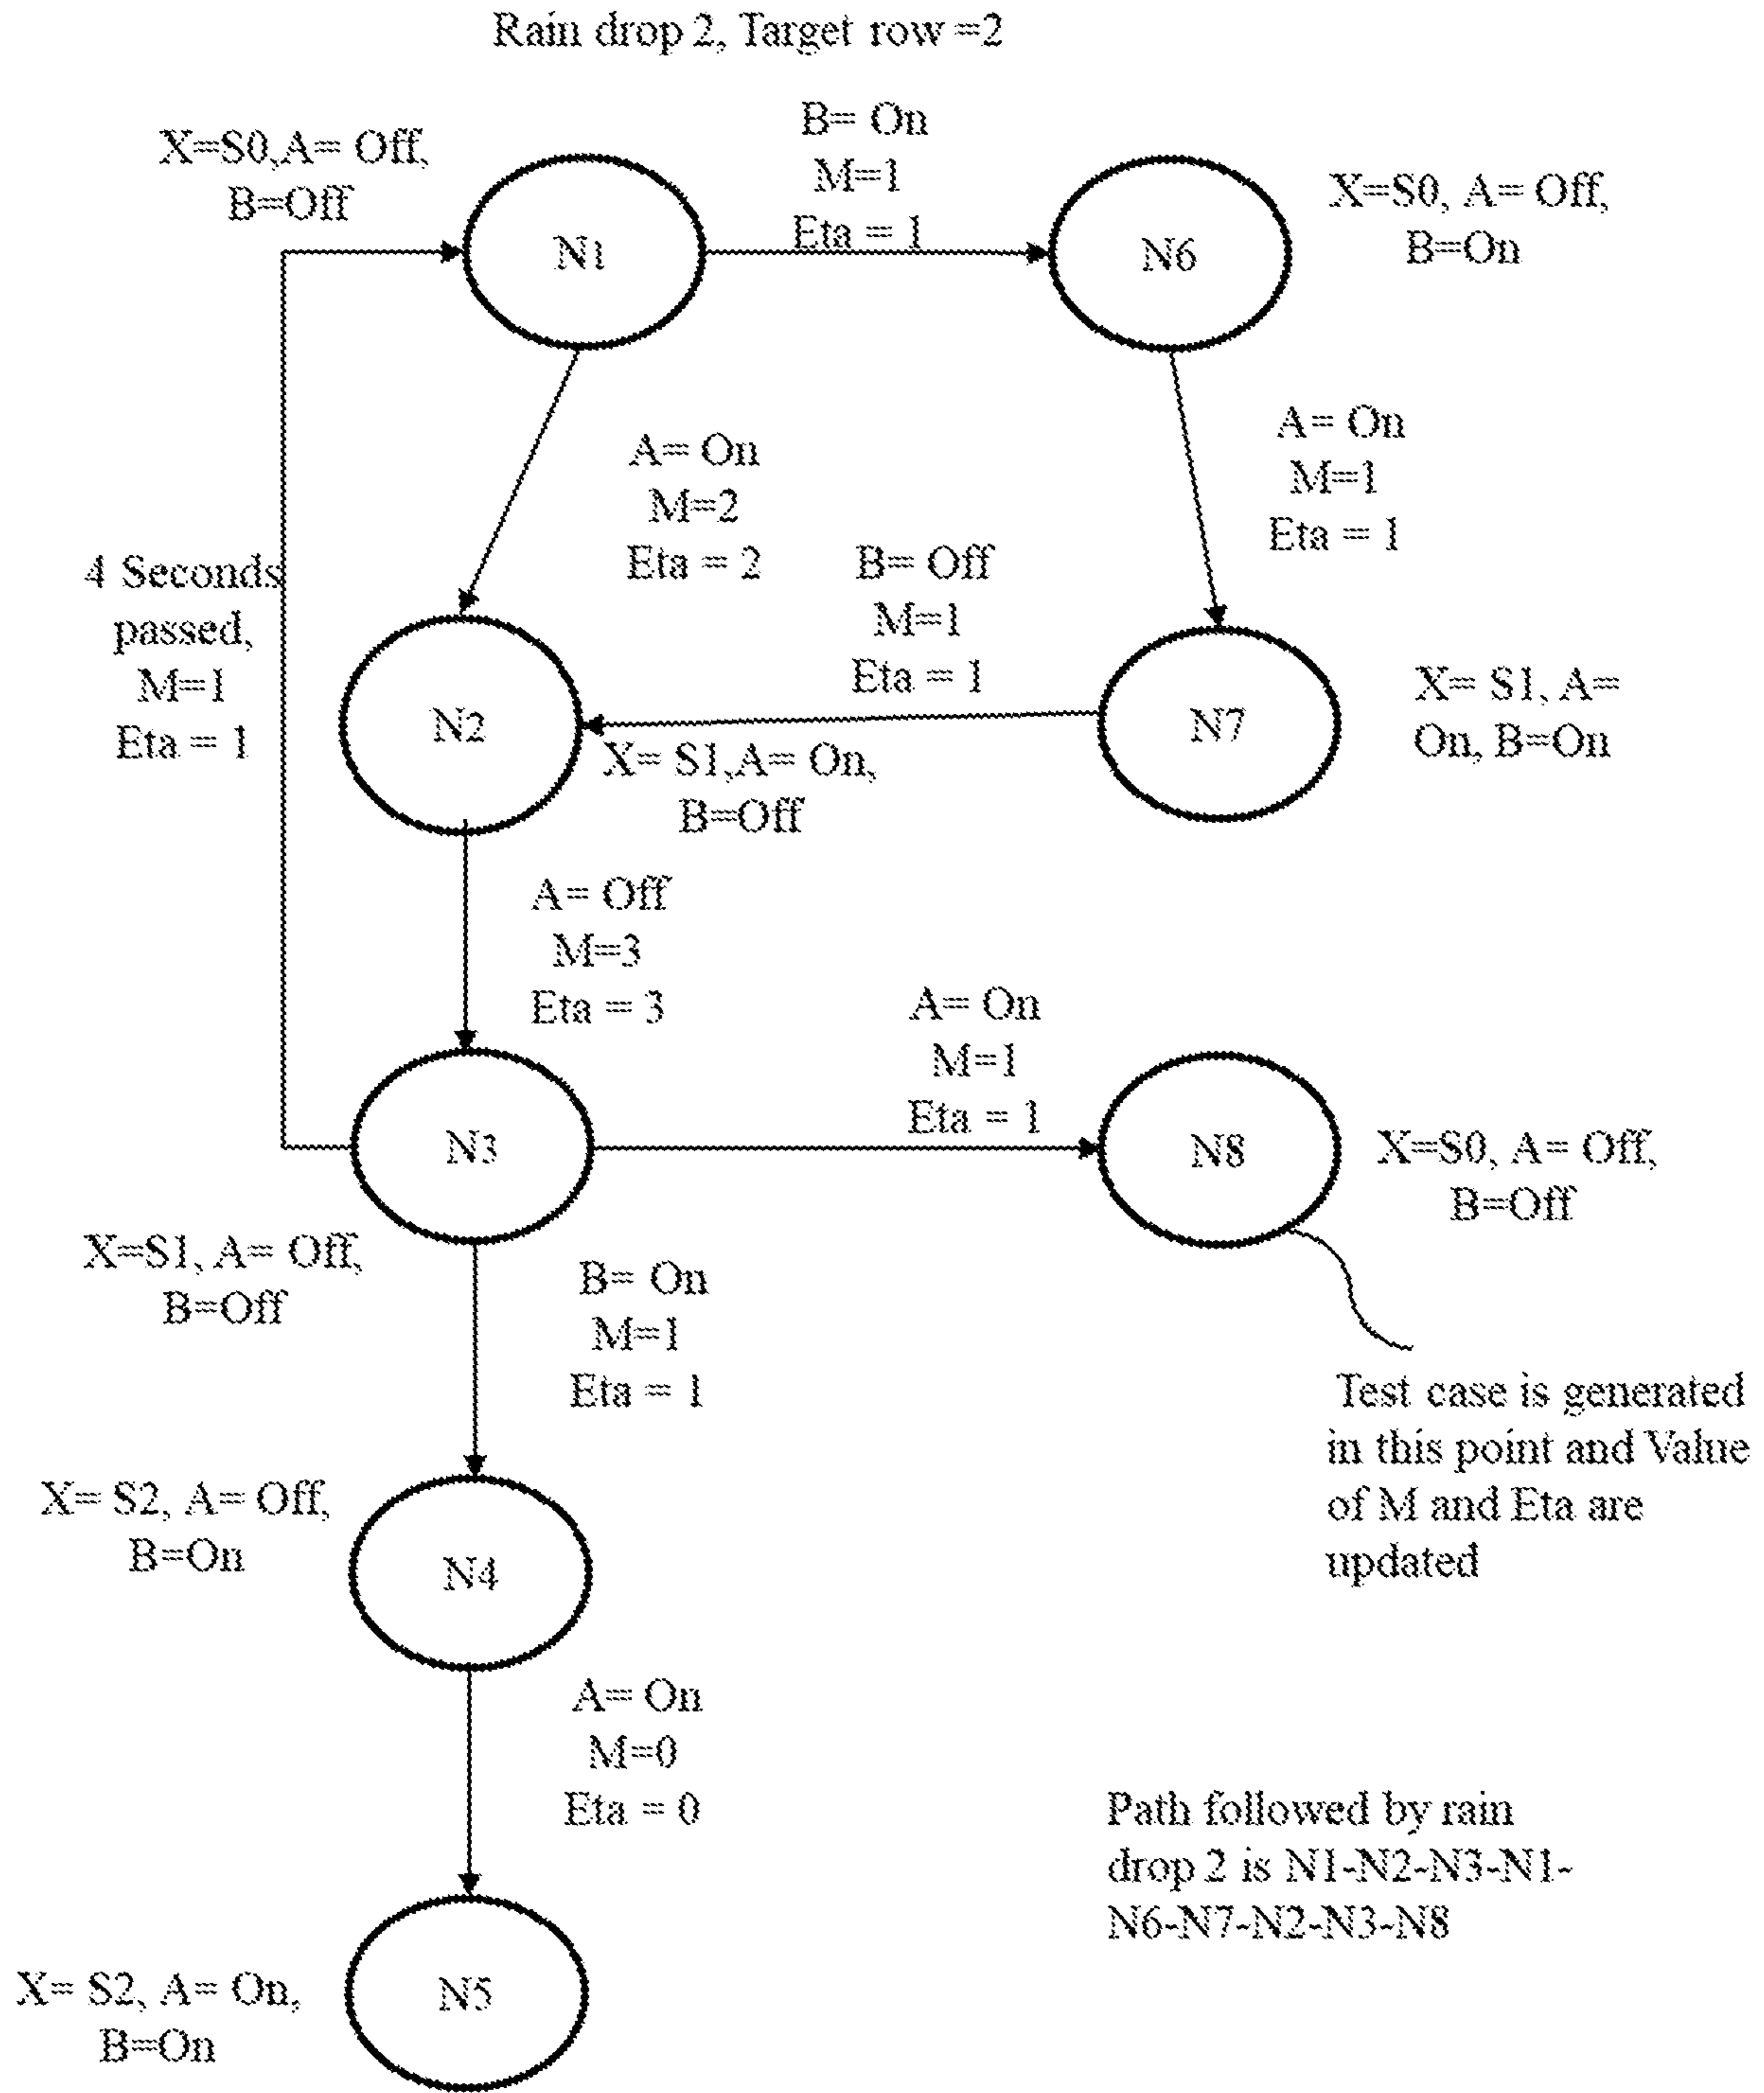 Rain drop 2, Target row =2
X=S0,A= Off,
B=Off
B= On
M=1
Eta = 1
N1
N6
X=S0, A= Off,
B=On
A= On
M=2
Eta = 2
A= On
M=1
Eta = 1
4 Seconds
passed,
M=1
Eta = 1
B= Off
M=1
Eta = 1
N2
N7
X= S1, A=
On, B=On
X= S1,A= On,
B=Off
A= Off
M=3
Eta = 3
A= On
M=1
Eta = 1
N3
N8
X=S0, A= Off,
B=Off
X=S1, A= Off,
B=Off
B= On
M=1
Eta = 1
Test case is generated
in this point and Value
of M and Eta are
updated
X= S2, A= Off,
B=On
N4
A= On
M=0
Eta = 0
Path followed by rain
drop 2 is N1-N2-N3-N1-
N6-N7-N2-N3-N8
X= S2, A= On,
B=On
N5